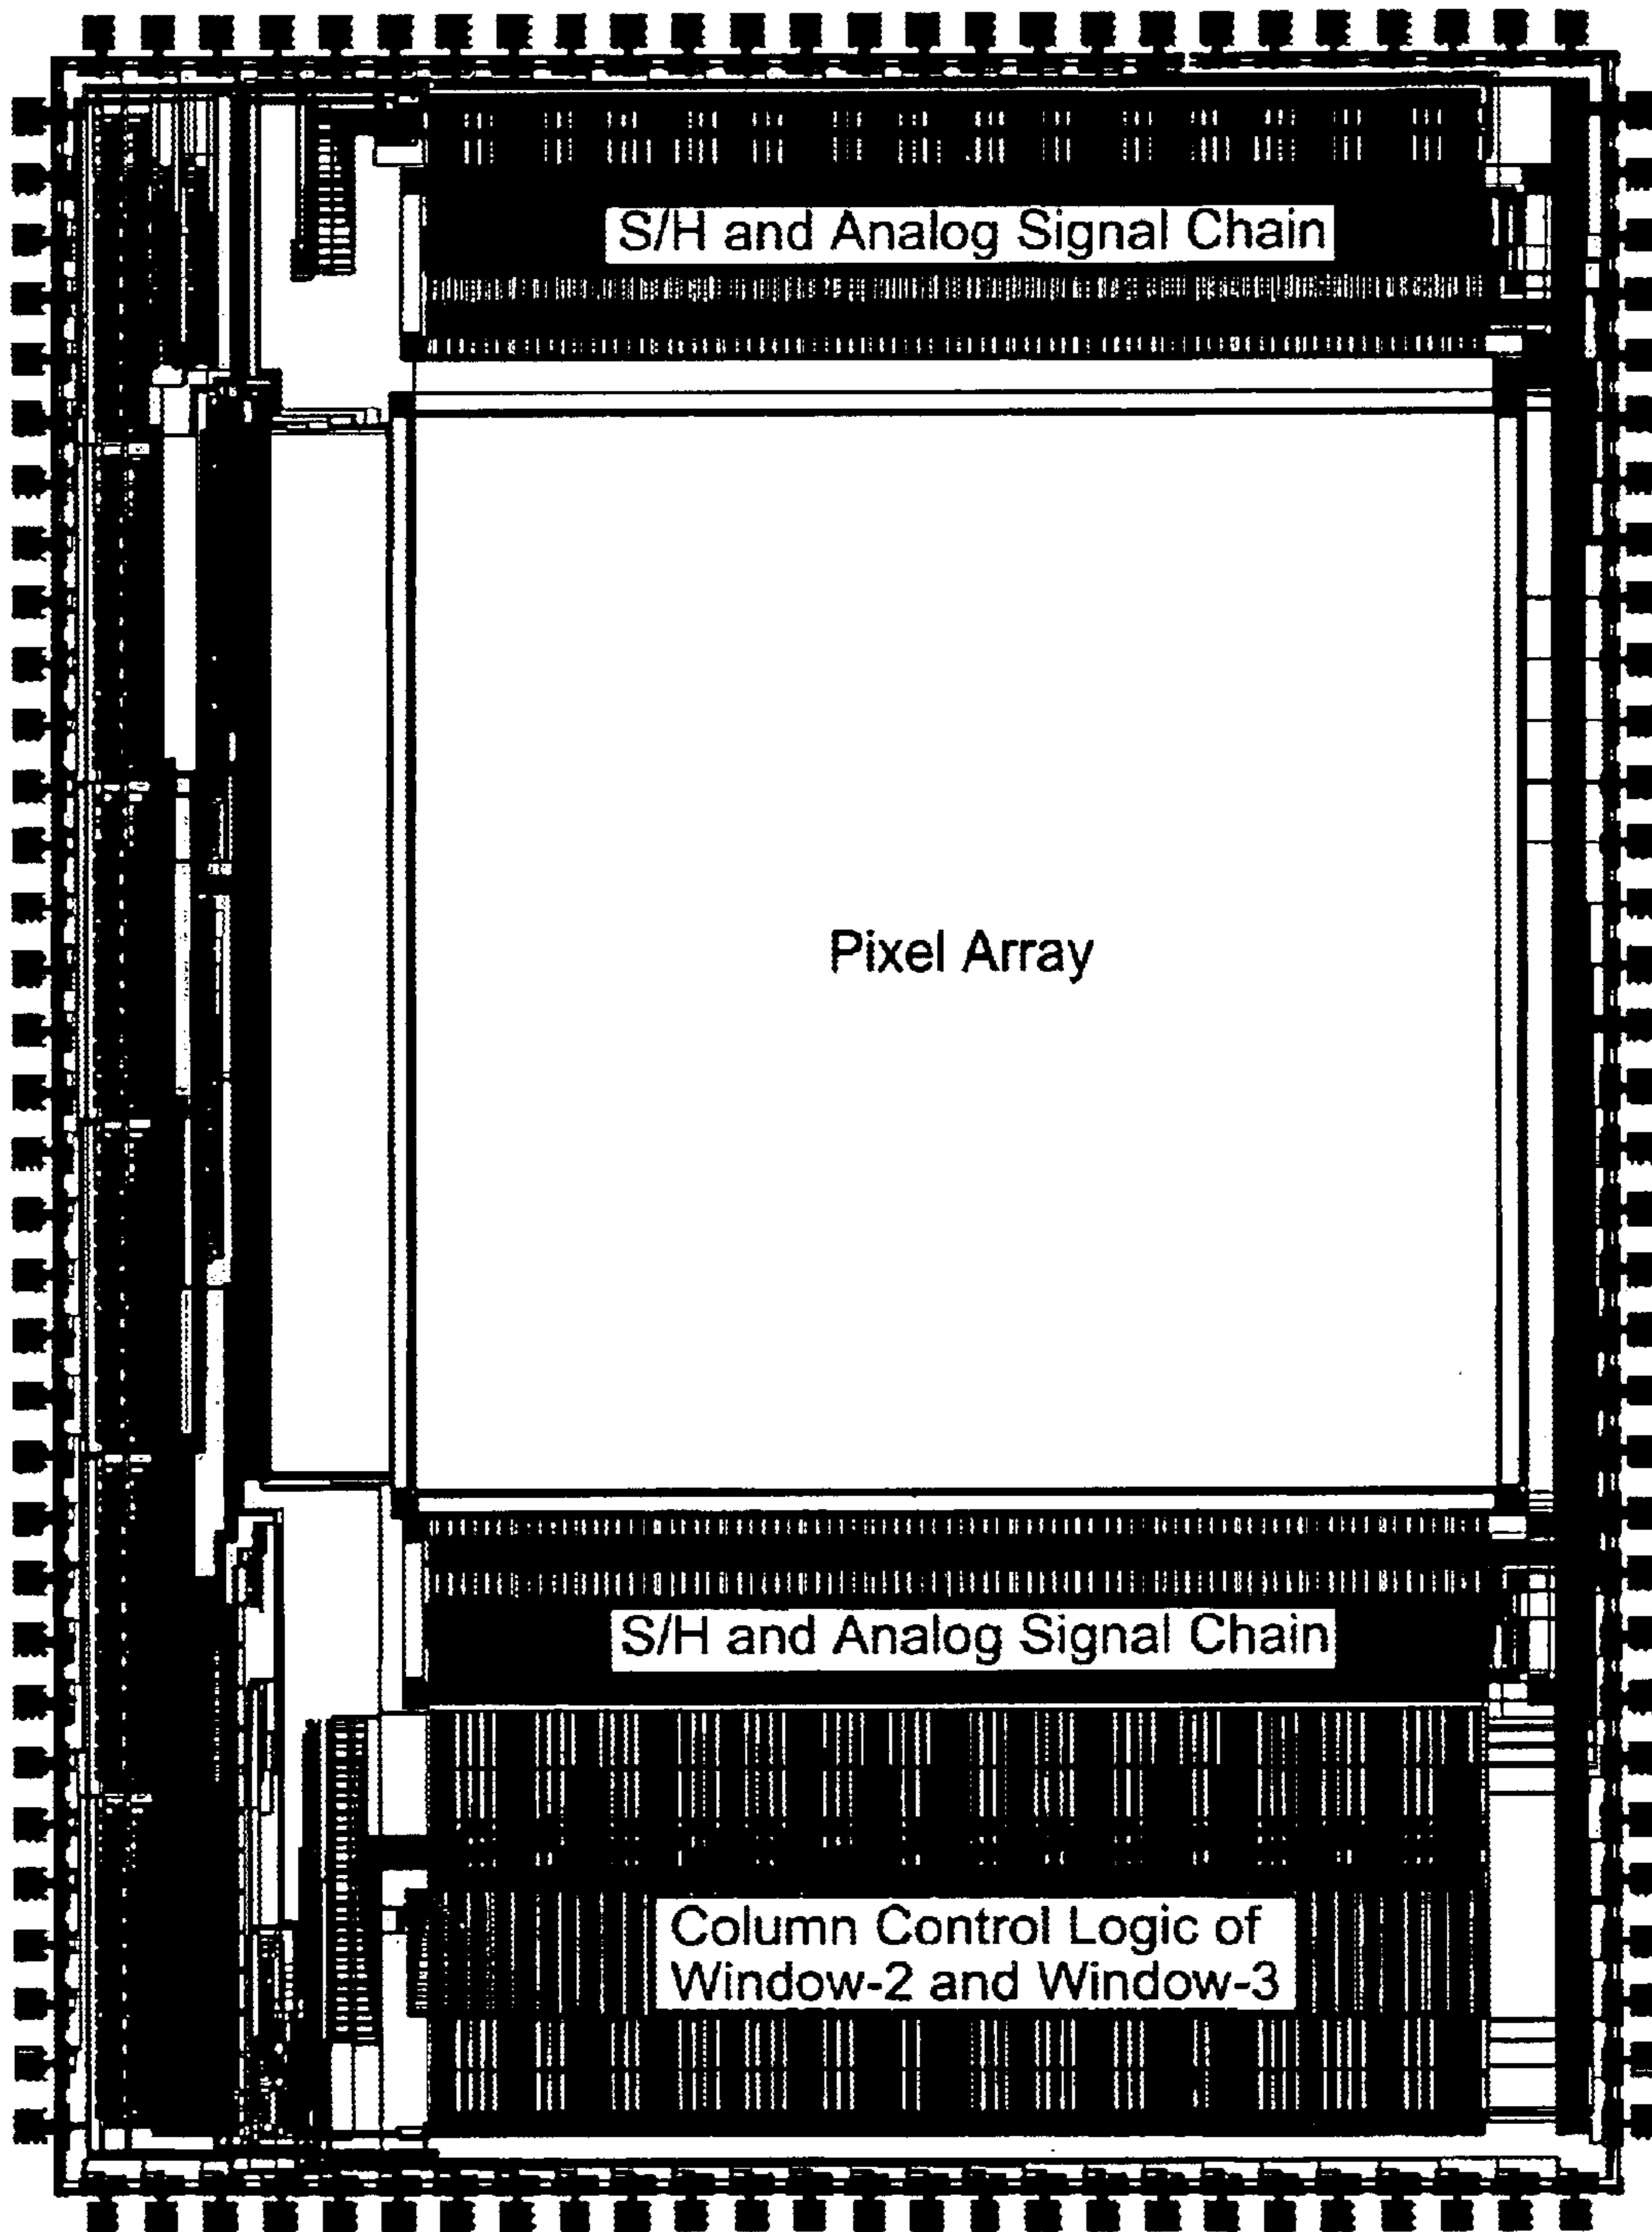 S/H and Analog Signal Chain
Pixel Array
S/H and Analog Signal Chain
Column Control Logic of
Window-2 and Window-3